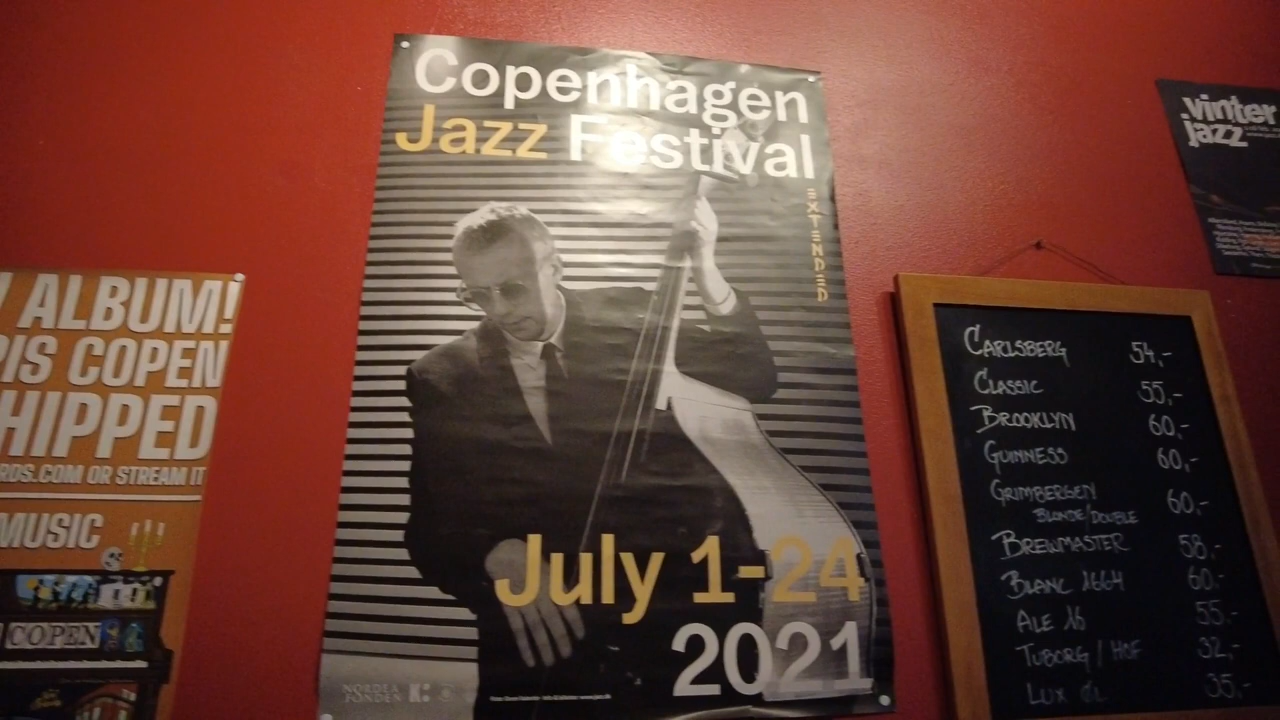 Copenhagen
Jazz Festival
EXTENDED
July 1-24
2021
NORDEA
FONDEN
ALBUM!
COPEN
HIPPED
RDS.COM OR STREAM IT
MUSIC
COPEN
vinter
jazz
CARLSBERG 54,-
CLASSIC 55,-
BROOKLYN 60,-
GUINNESS 60,-
GRIMBERGEN 60,-
BLONDE/DOUBLE
BREWMASTER 58,-
BLANC 1664 60,-
ALE 16 55,-
TUBORG / HOF 32,-
LUX ØL 35,-